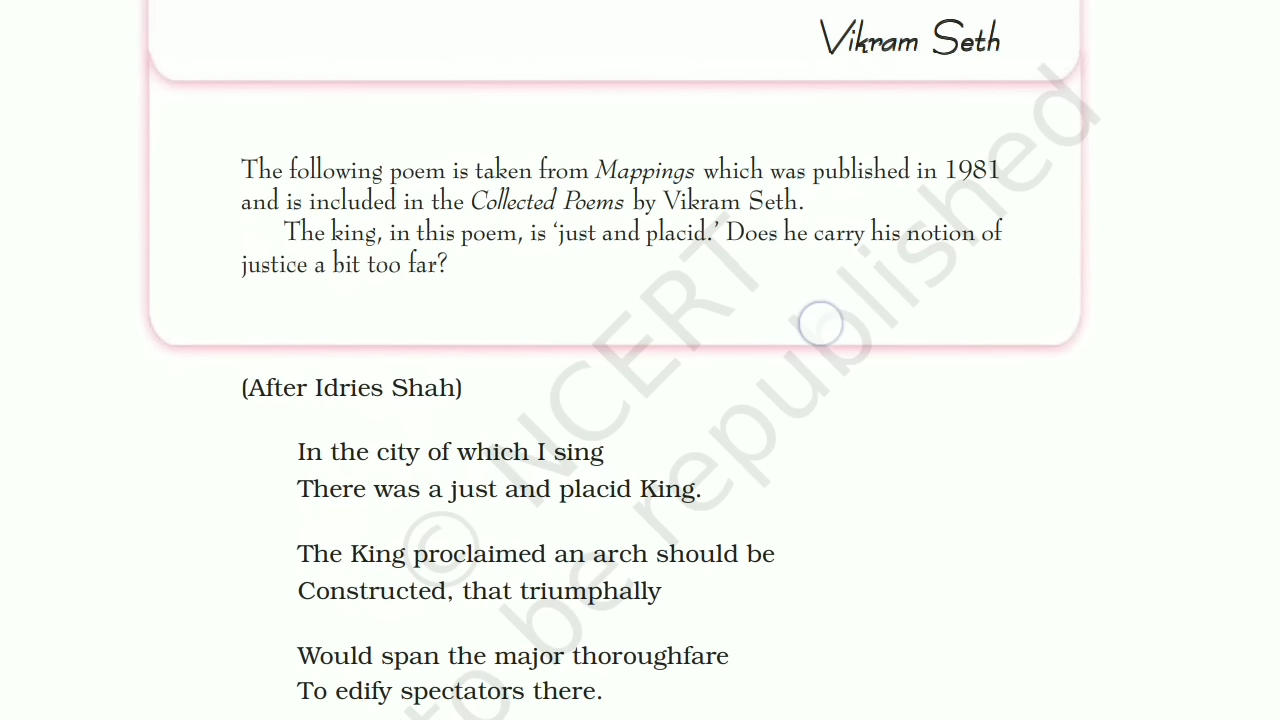 Vikram Seth
The following poem is taken from Mappings which was published in 1981
and is included in the Collected Poems by Vikram Seth.
The king, in this poem, is ‘just and placid.’ Does he carry his notion of
justice a bit too far?
(After Idries Shah)
In the city of which I sing
There was a just and placid King.
The King proclaimed an arch should be
Constructed, that triumphally
Would span the major thoroughfare
To edify spectators there.
© NCERT
to be republished